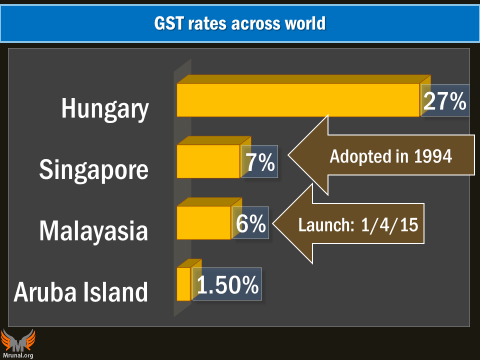 GST rates across world
Hungary
27%
Singapore
7%
Adopted in 1994
Malayasia
6%
Launch: 1/4/15
Aruba Island
1.50%
M
Mrunal.org